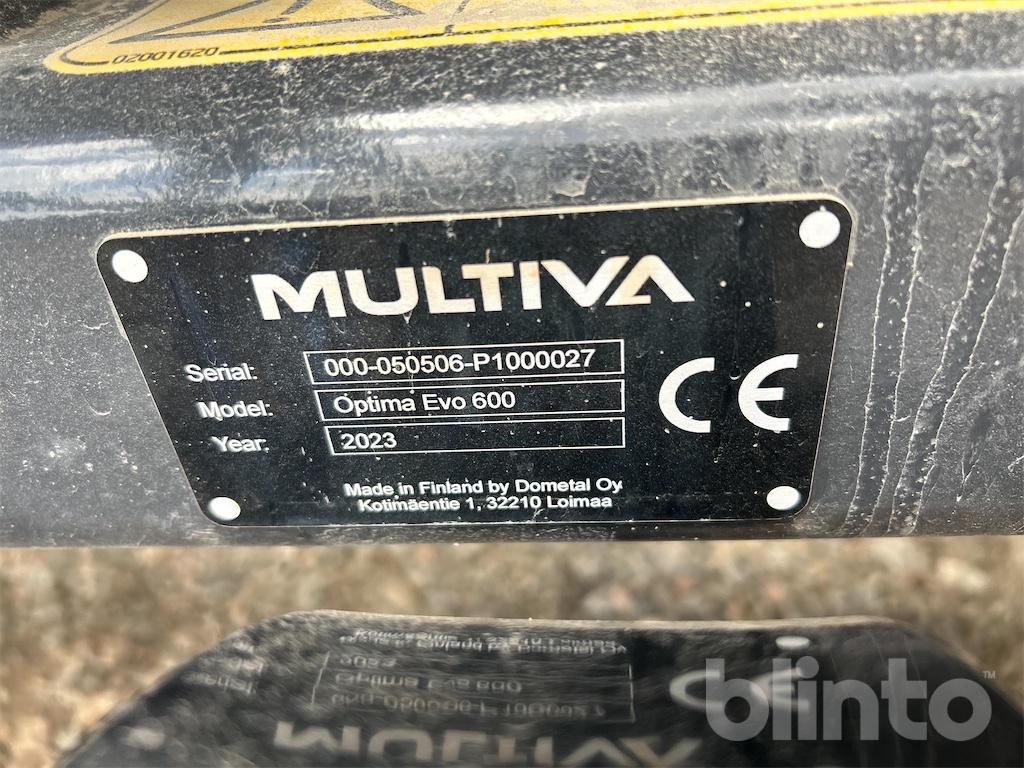 02001620
MULTIVA
Serial: 000-050506-P1000027
Model: Optima Evo 600
Year: 2023
CE
Made in Finland by Dometal Oy
Kotimäentie 1, 32210 Loimaa
blinto™